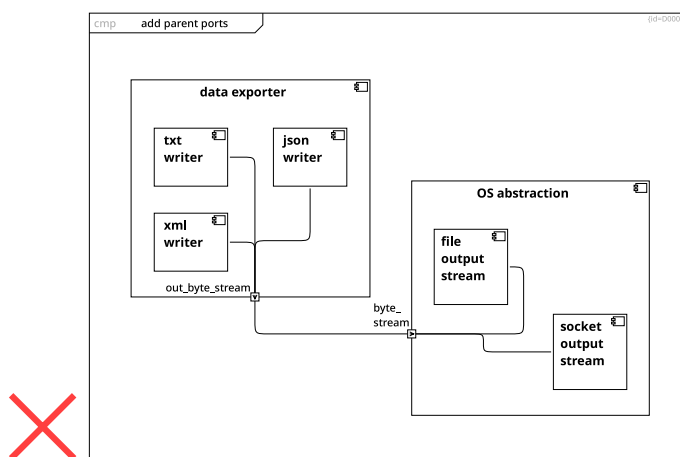 cmp add parent ports
{id=D000
data exporter
txt
writer
json
writer
xml
writer
out_byte_stream
OS abstraction
file
output
stream
byte_
stream
socket
output
stream